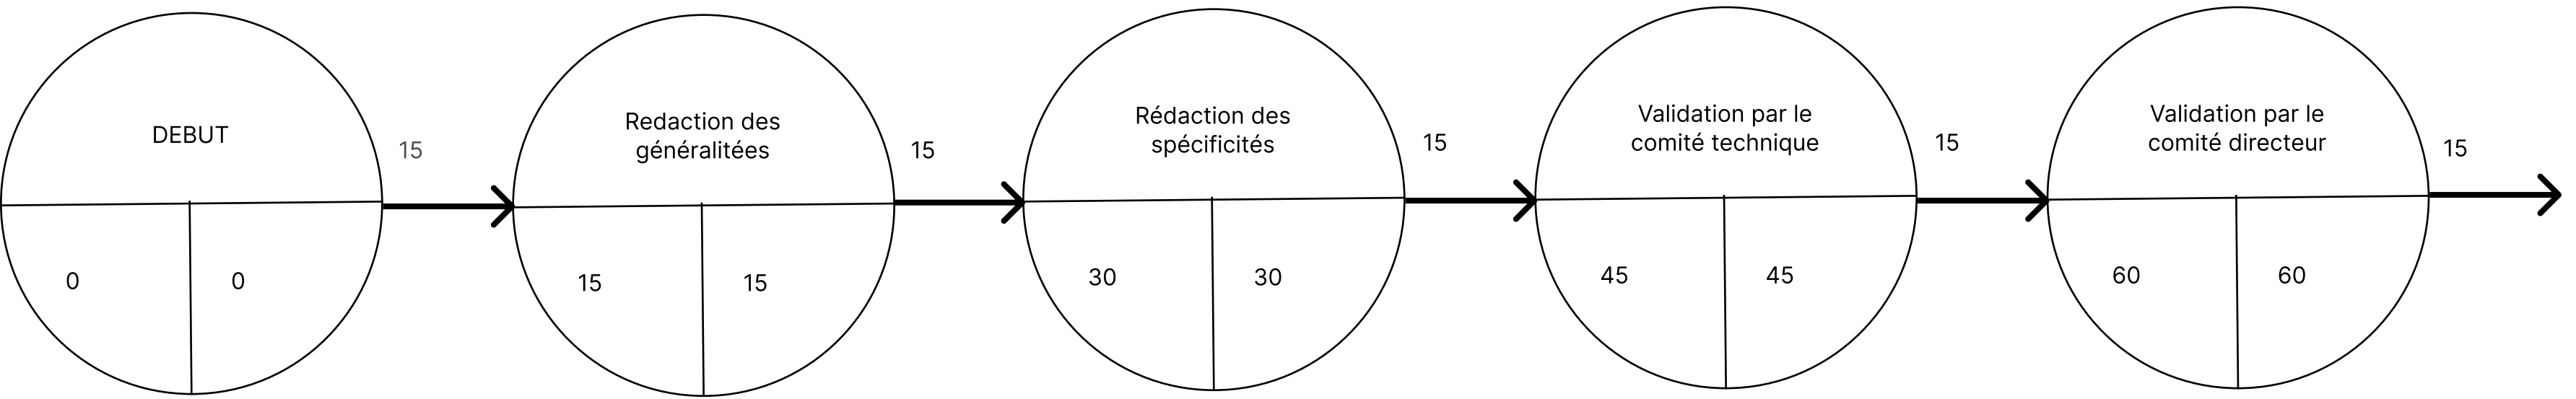 DEBUT
0 0
15
Redaction des
généralitées
15 15
15
Rédaction des
spécificités
30 30
15
Validation par le
comité technique
45 45
15
Validation par le
comité directeur
60 60
15